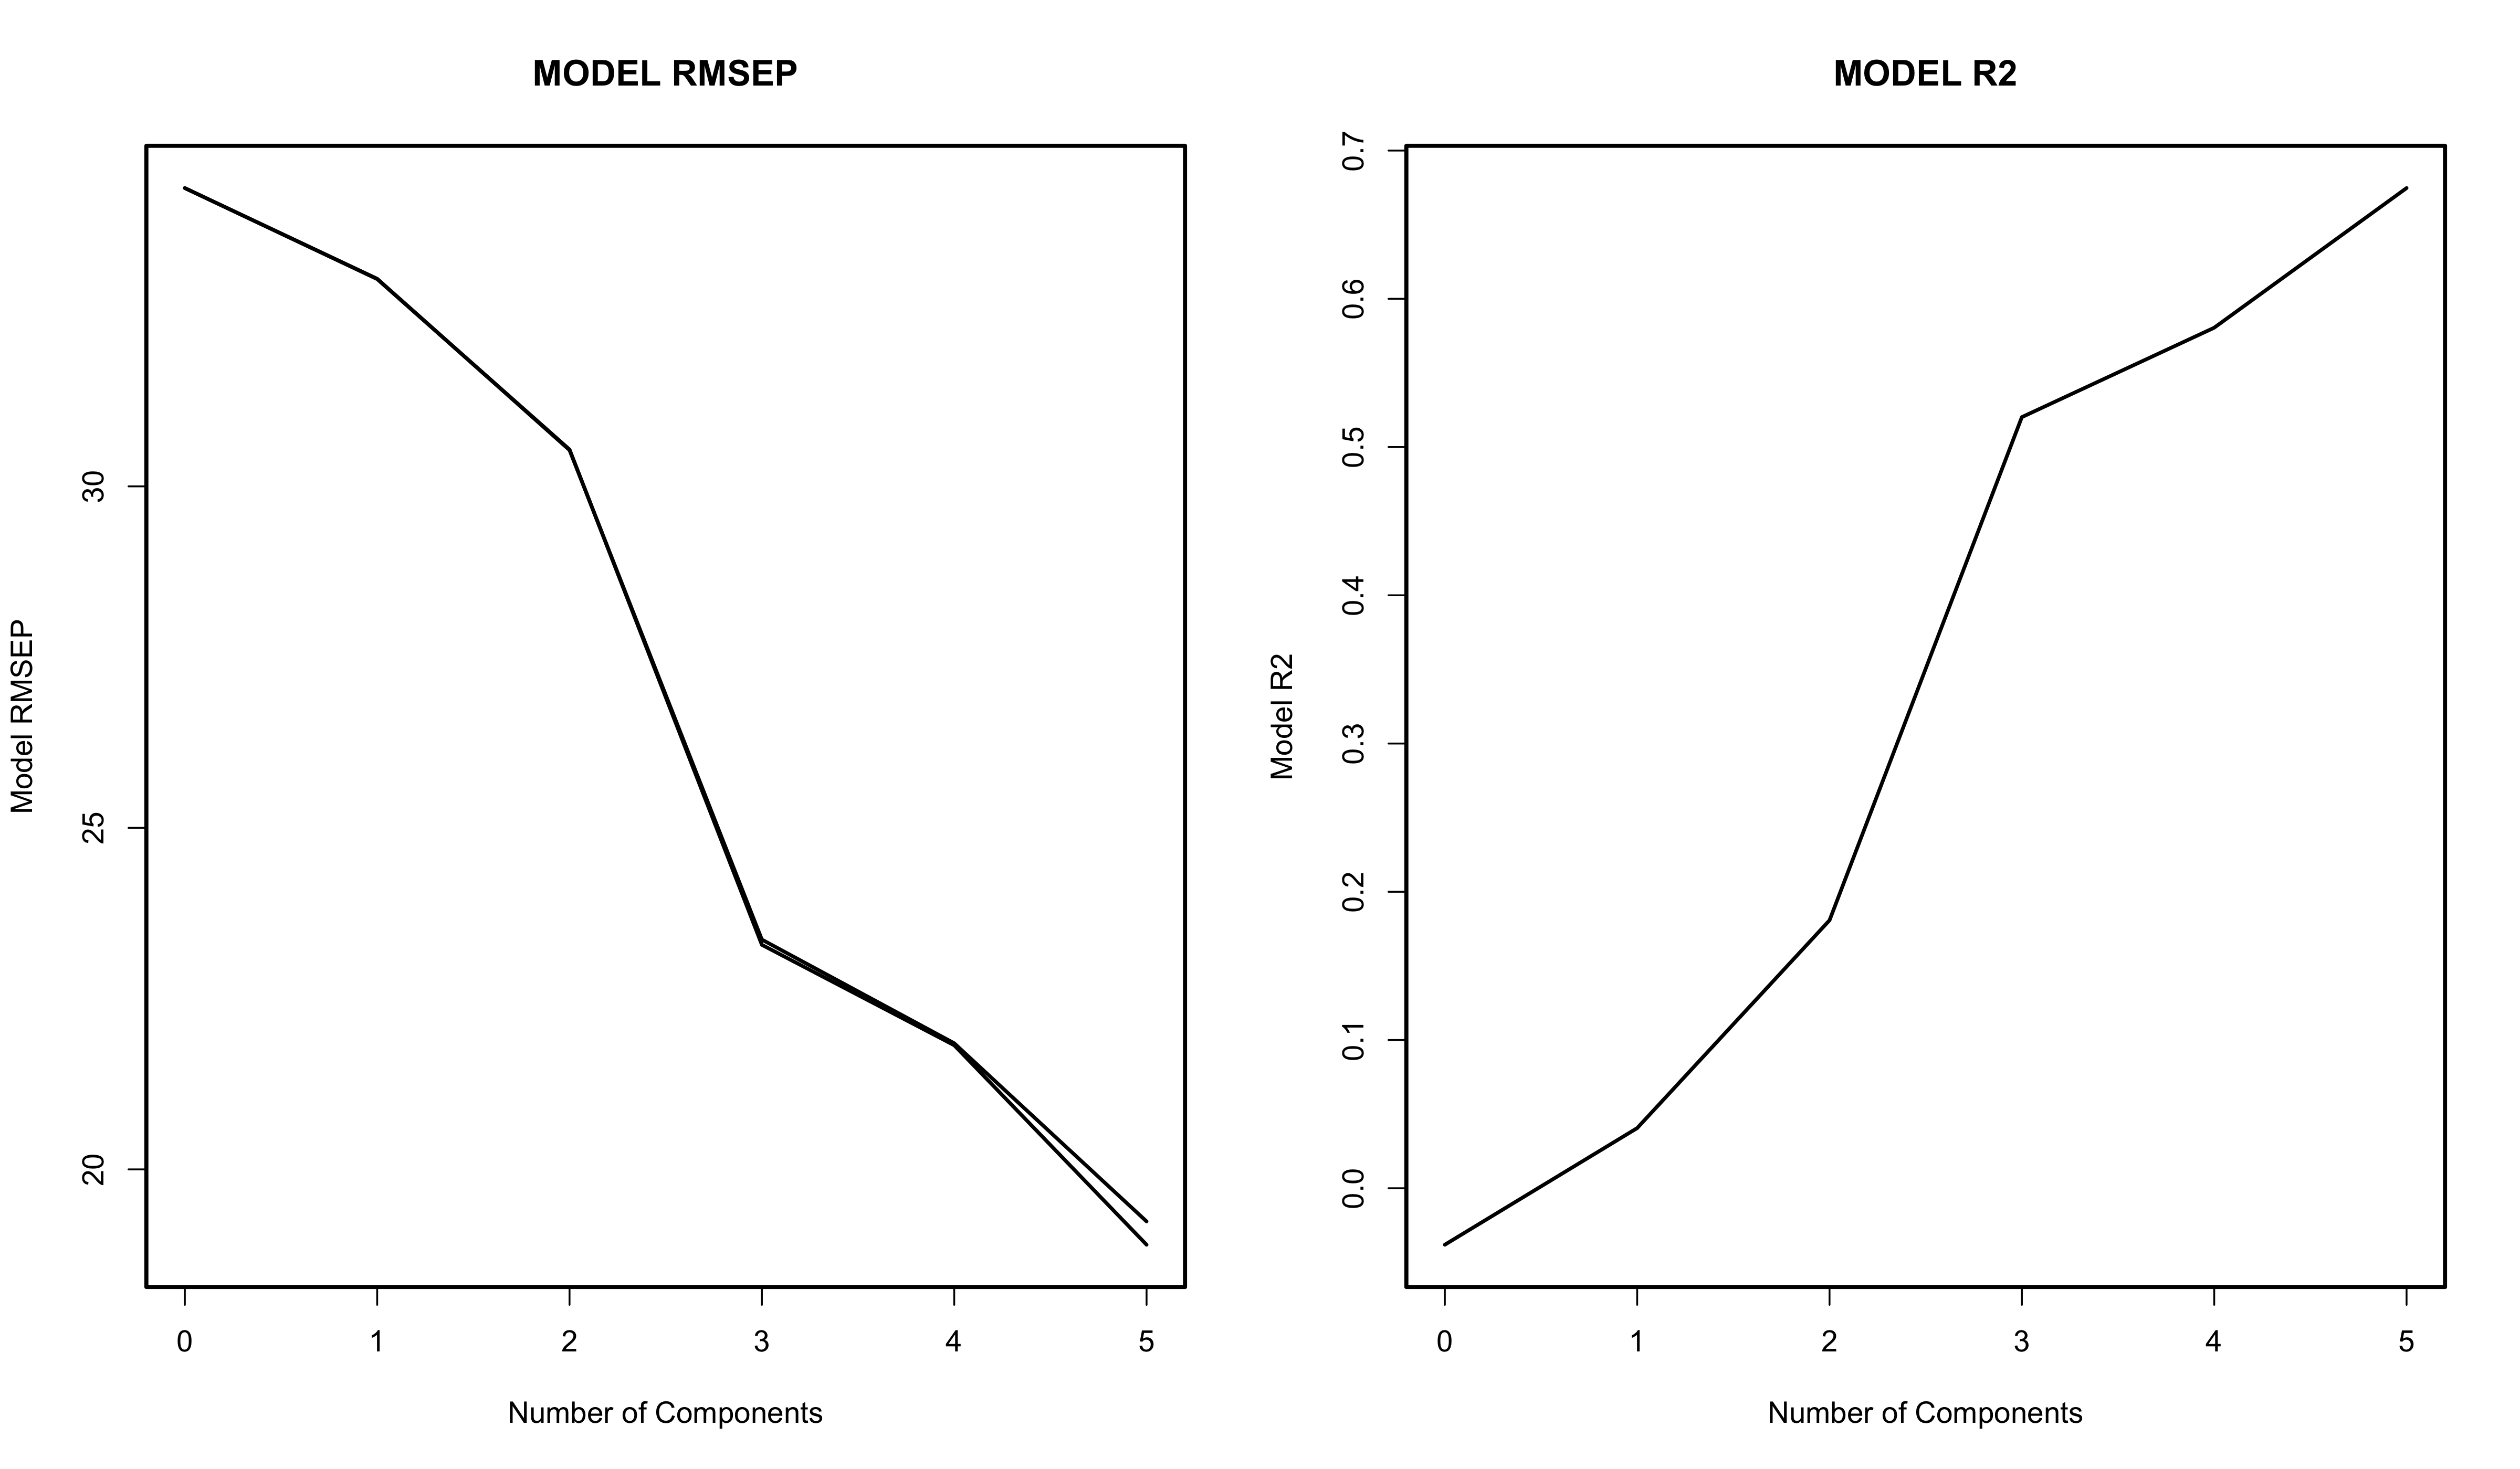 MODEL RMSEP
Model RMSEP
30
25
20
0 1 2 3 4 5
Number of Components
MODEL R2
Model R2
0.7
0.6
0.5
0.4
0.3
0.2
0.1
0.0
0 1 2 3 4 5
Number of Components